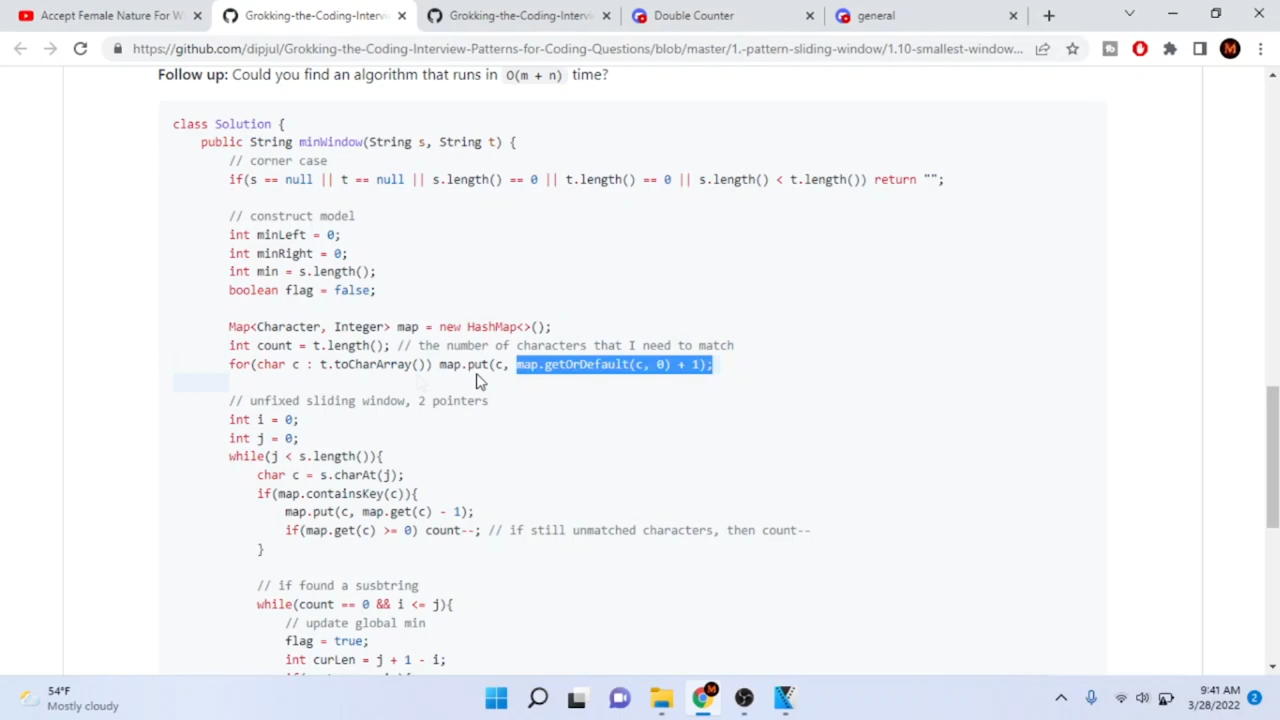 Accept Female Nature For W
Grokking-the-Coding-Intervi
Grokking-the-Coding-Intervi
Double Counter
general
https://github.com/dipjul/Grokking-the-Coding-Interview-Patterns-for-Coding-Questions/blob/master/1.-pattern-sliding-window/1.10-smallest-window...
M
Follow up: Could you find an algorithm that runs in O(m + n) time?
class Solution {
public String minWindow(String s, String t) {
// corner case
if(s == null || t == null || s.length() == 0 || t.length() == 0 || s.length() < t.length()) return "";
// construct model
int minLeft = 0;
int minRight = 0;
int min = s.length();
boolean flag = false;
Map<Character, Integer> map = new HashMap<>();
int count = t.length(); // the number of characters that I need to match
for(char c : t.toCharArray()) map.put(c, map.getOrDefault(c, 0) + 1);
// unfixed sliding window, 2 pointers
int i = 0;
int j = 0;
while(j < s.length()){
char c = s.charAt(j);
if(map.containsKey(c)){
map.put(c, map.get(c) - 1);
if(map.get(c) >= 0) count--; // if still unmatched characters, then count--
}
// if found a susbtring
while(count == 0 && i <= j){
// update global min
flag = true;
int curLen = j + 1 - i;
54°F
Mostly cloudy
M
9:41 AM
3/28/2022
2